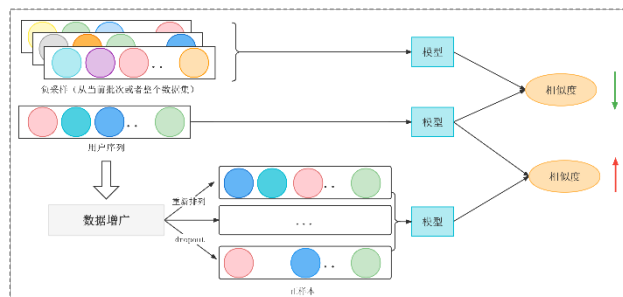 模型
负采样（从当前批次或者整个数据集）
相似度
模型
用户序列
相似度
重新排列
数据增广
...
模型
dropout
正样本